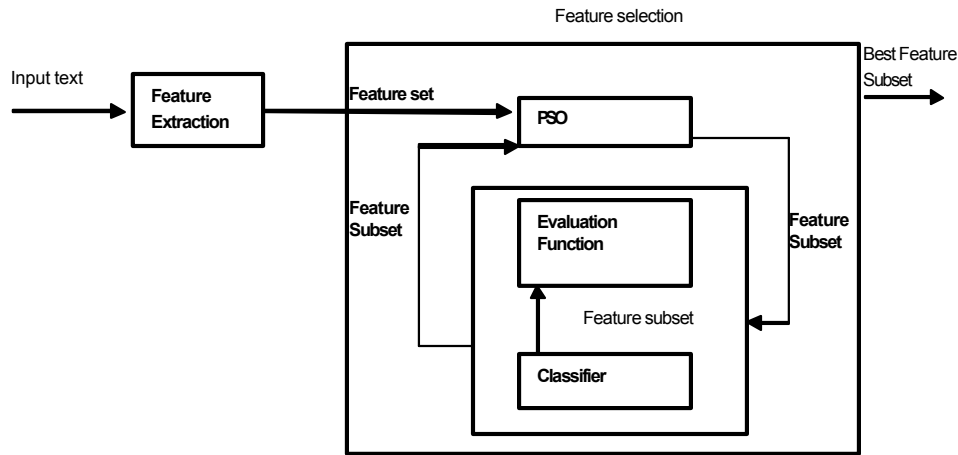 Feature selection
Input text
Feature
Extraction
Feature set
PSO
Best Feature
Subset
Feature
Subset
Evaluation
Function
Feature
Subset
Feature subset
Classifier